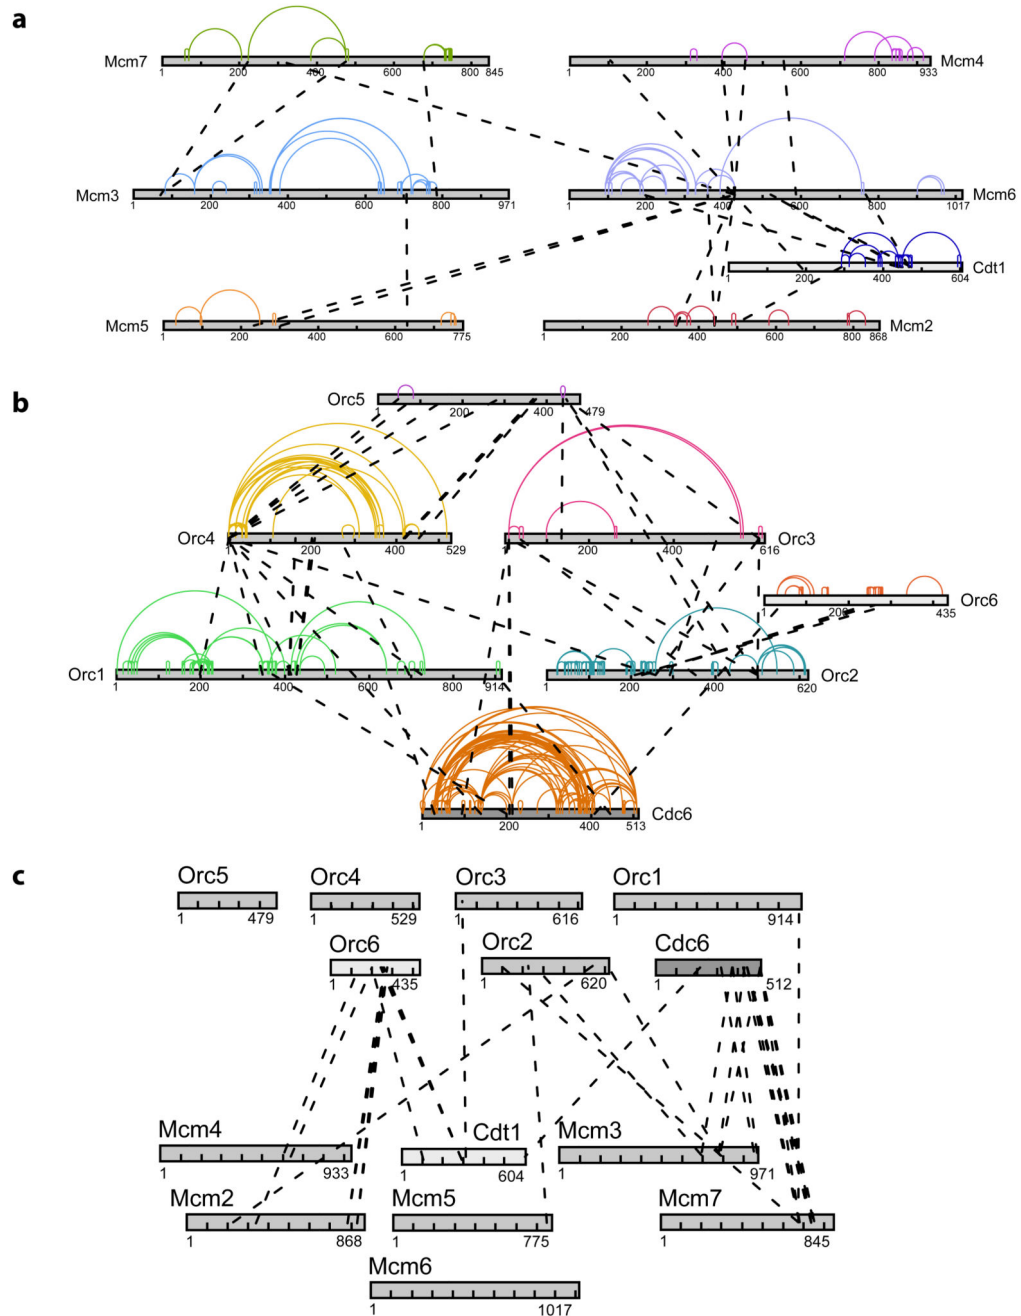 a
Mcm7
1 200 400 600 800 845
Mcm4
1 200 400 600 800 933
Mcm3
1 200 400 600 800 971
Mcm6
1 200 400 600 800 1017
Cdt1
1 200 400 604
Mcm5
1 200 400 600 775
Mcm2
1 200 400 600 800 868
b
Orc5
1 200 400 479
Orc4
1 200 400 529
Orc3
1 200 400 616
Orc6
1 200 435
Orc1
1 200 400 600 800 914
Orc2
1 200 400 620
Cdc6
1 200 400 513
c
Orc5 Orc4 Orc3 Orc1
1 479 1 529 1 616 1 914
Orc6 Orc2 Cdc6
1 435 1 620 1 512
Mcm4 Cdt1 Mcm3
1 933 1 604 1 971
Mcm2 Mcm5 Mcm7
1 868 1 775 1 845
Mcm6
1 1017